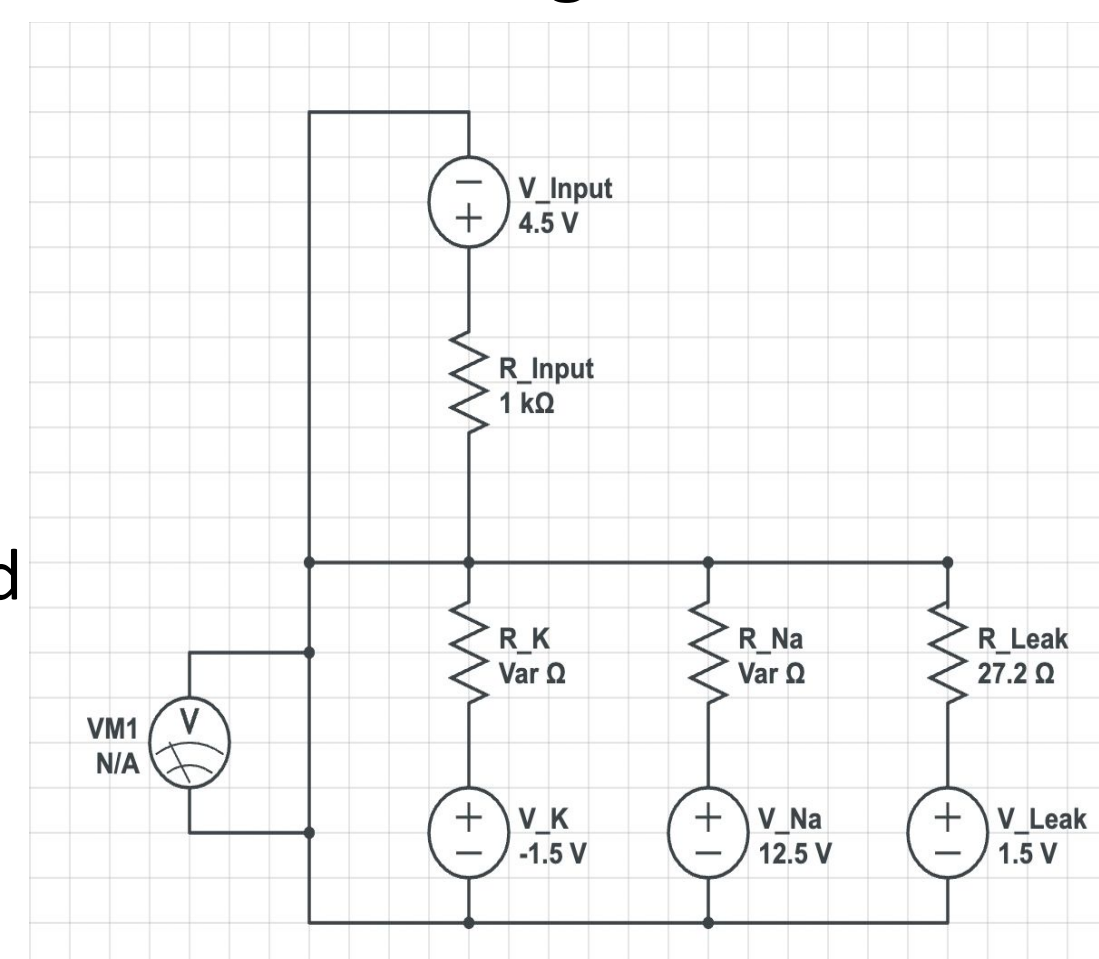 V_Input
4.5 V
R_Input
1 kΩ
d
R_K
Var Ω
R_Na
Var Ω
R_Leak
27.2 Ω
VM1
N/A
V
V_K
-1.5 V
V_Na
12.5 V
V_Leak
1.5 V